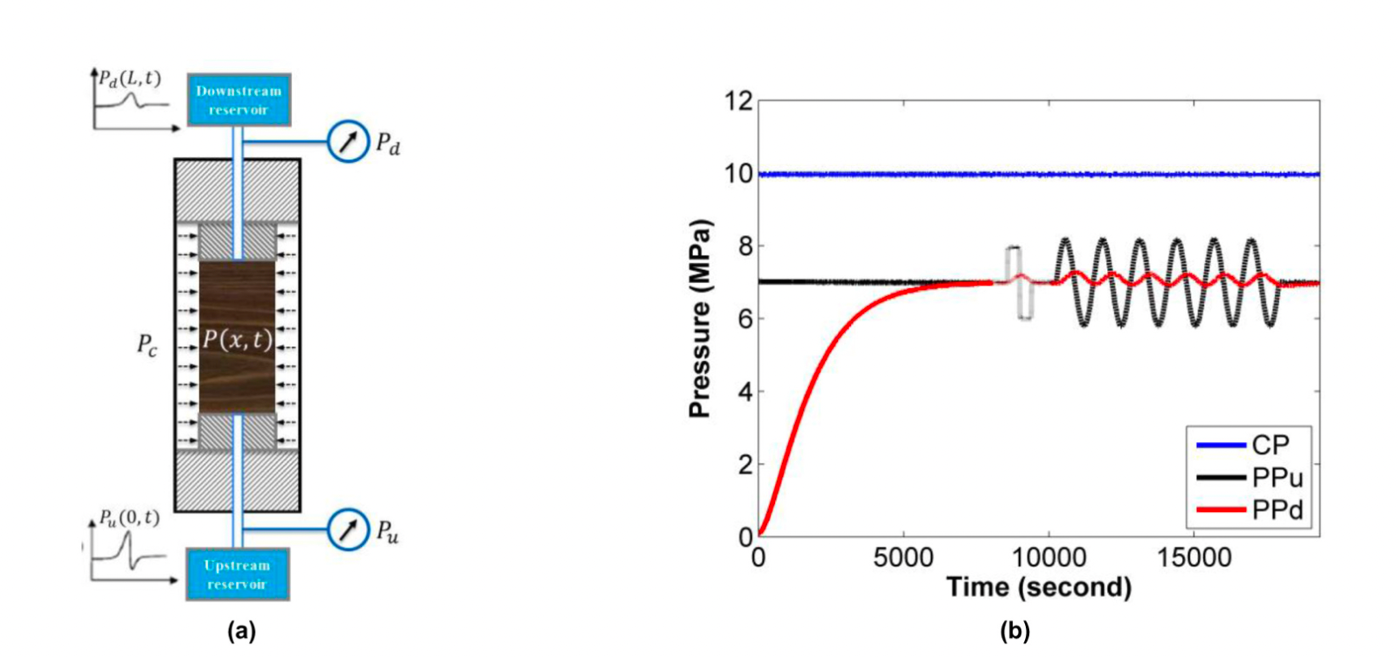 P_d(L,t)
Downstream
reservoir
P_d
P_c
P(x,t)
P_u(0,t)
P_u
Upstream
reservoir
(a)
12
10
8
6
4
2
0
Pressure (MPa)
CP
PPu
PPd
0 5000 10000 15000
Time (second)
(b)